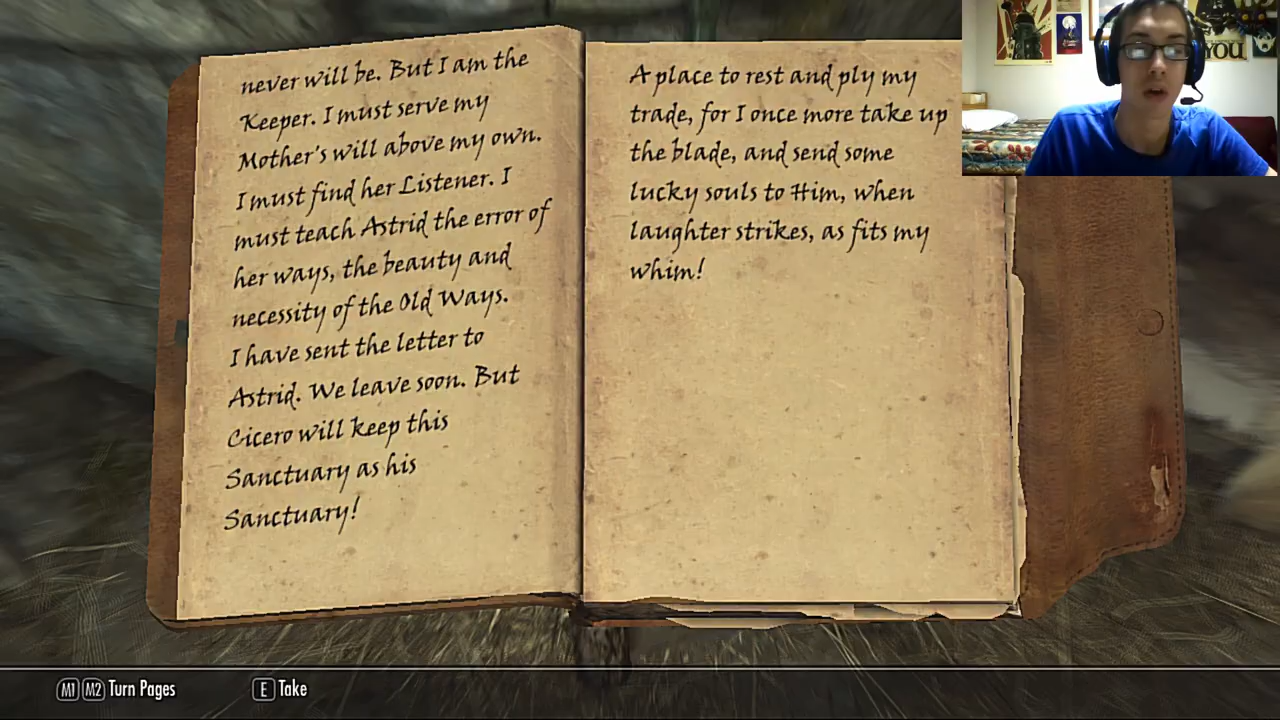 never will be. But I am the
Keeper. I must serve my
Mother's will above my own.
I must find her Listener. I
must teach Astrid the error of
her ways, the beauty and
necessity of the Old Ways.
I have sent the letter to
Astrid. We leave soon. But
Cicero will keep this
Sanctuary as his
Sanctuary!
A place to rest and ply my
trade, for I once more take up
the blade, and send some
lucky souls to Him, when
laughter strikes, as fits my
whim!
YOU
M1 M2 Turn Pages
E Take